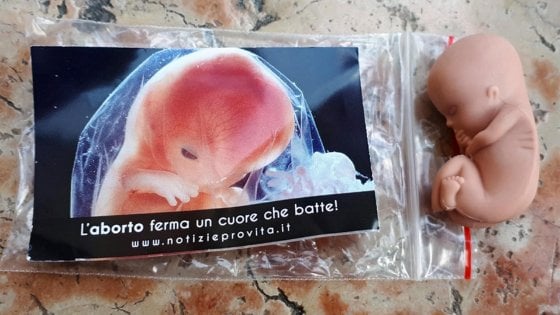 L'aborto ferma un cuore che batte!
www.notizieprovita.it